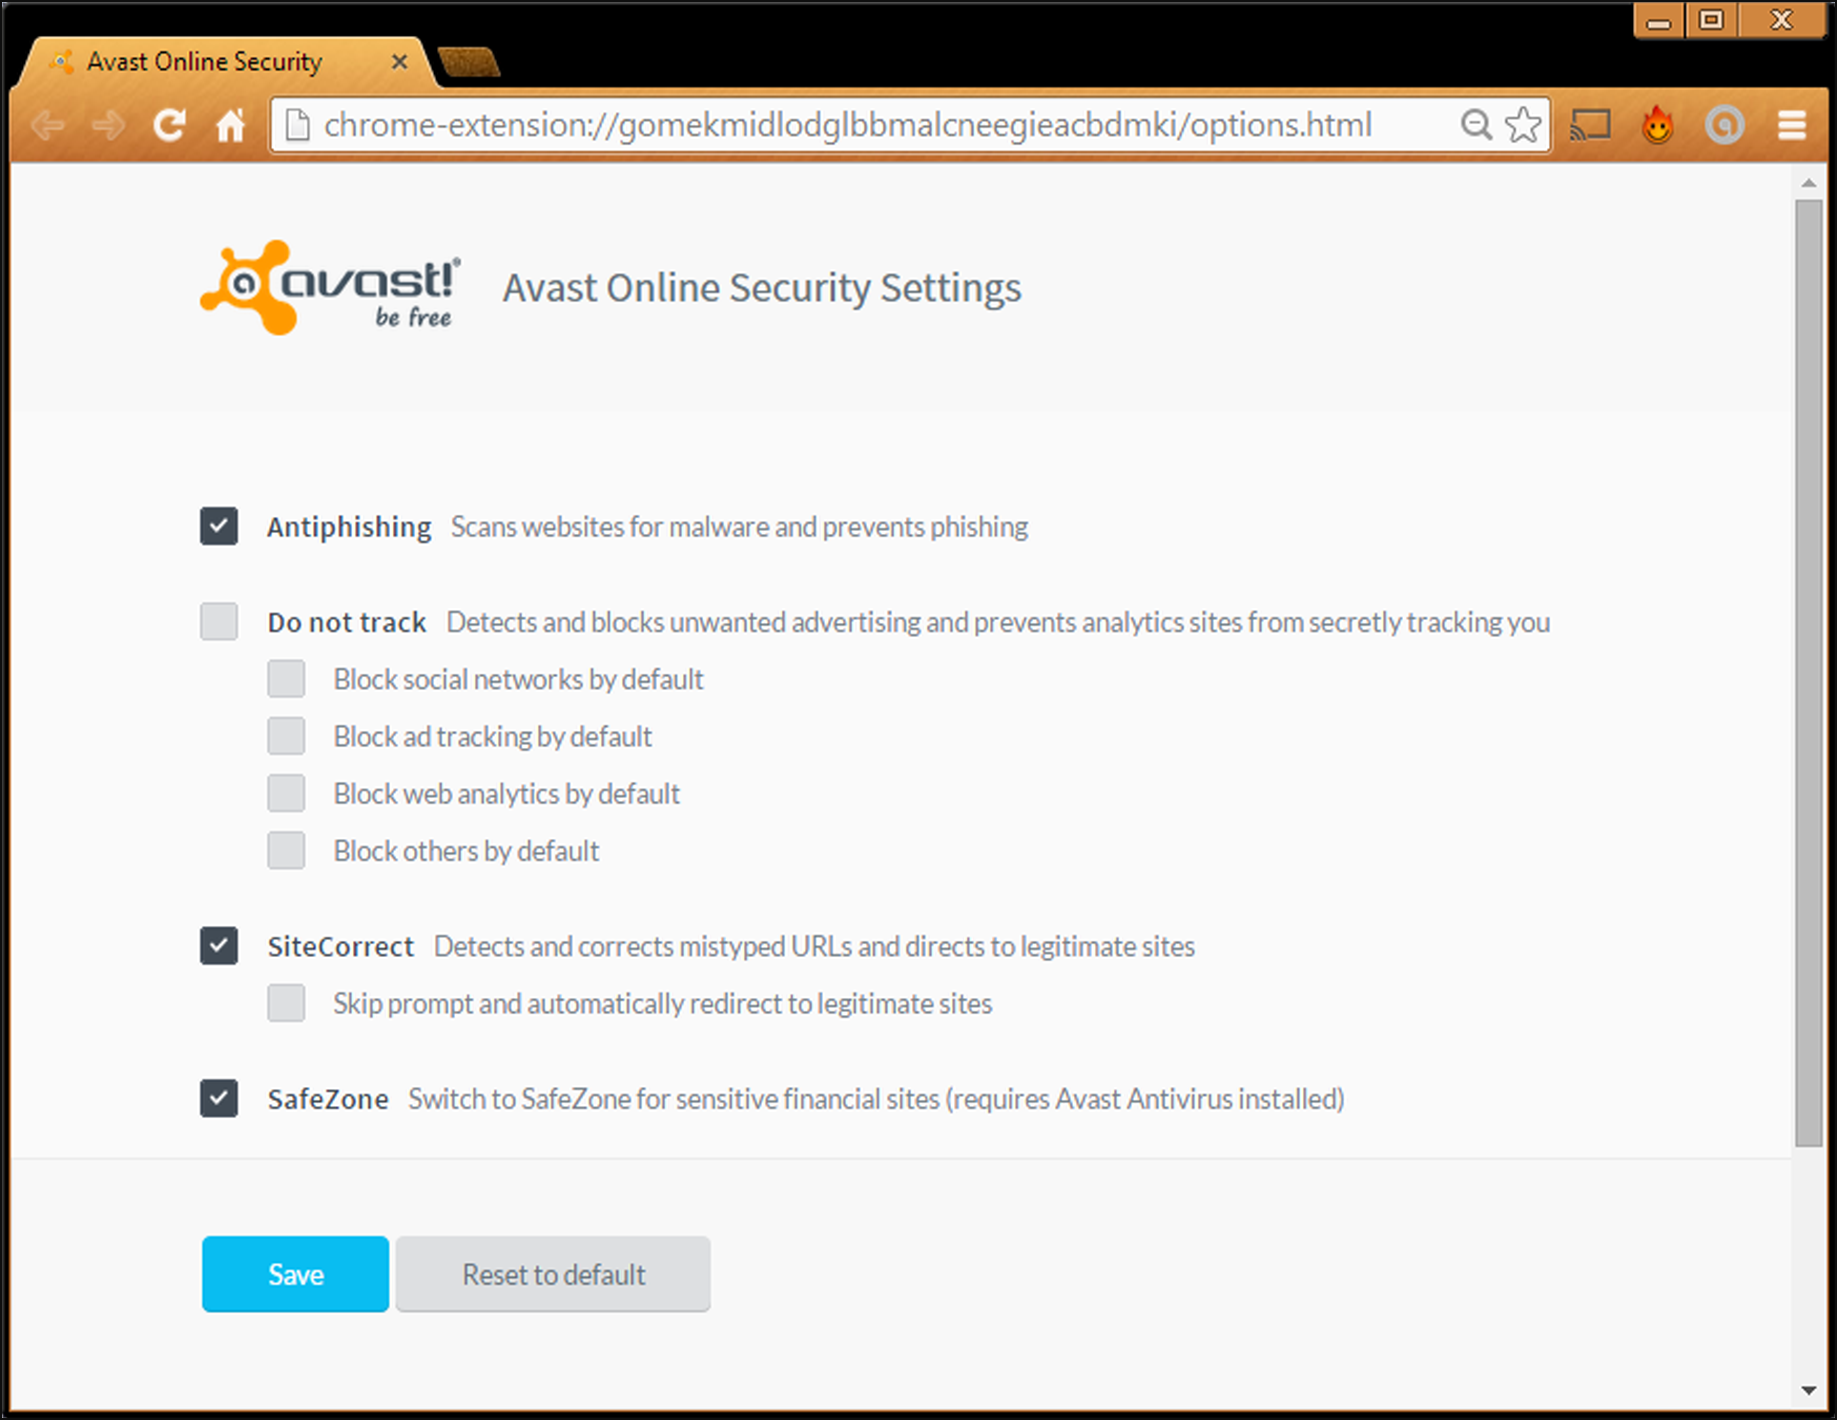 Avast Online Security
chrome-extension://gomekmidlodglbbmalcneegieacbdmki/options.html
avast!®
be free
Avast Online Security Settings
Antiphishing Scans websites for malware and prevents phishing
Do not track Detects and blocks unwanted advertising and prevents analytics sites from secretly tracking you
Block social networks by default
Block ad tracking by default
Block web analytics by default
Block others by default
SiteCorrect Detects and corrects mistyped URLs and directs to legitimate sites
Skip prompt and automatically redirect to legitimate sites
SafeZone Switch to SafeZone for sensitive financial sites (requires Avast Antivirus installed)
Save Reset to default